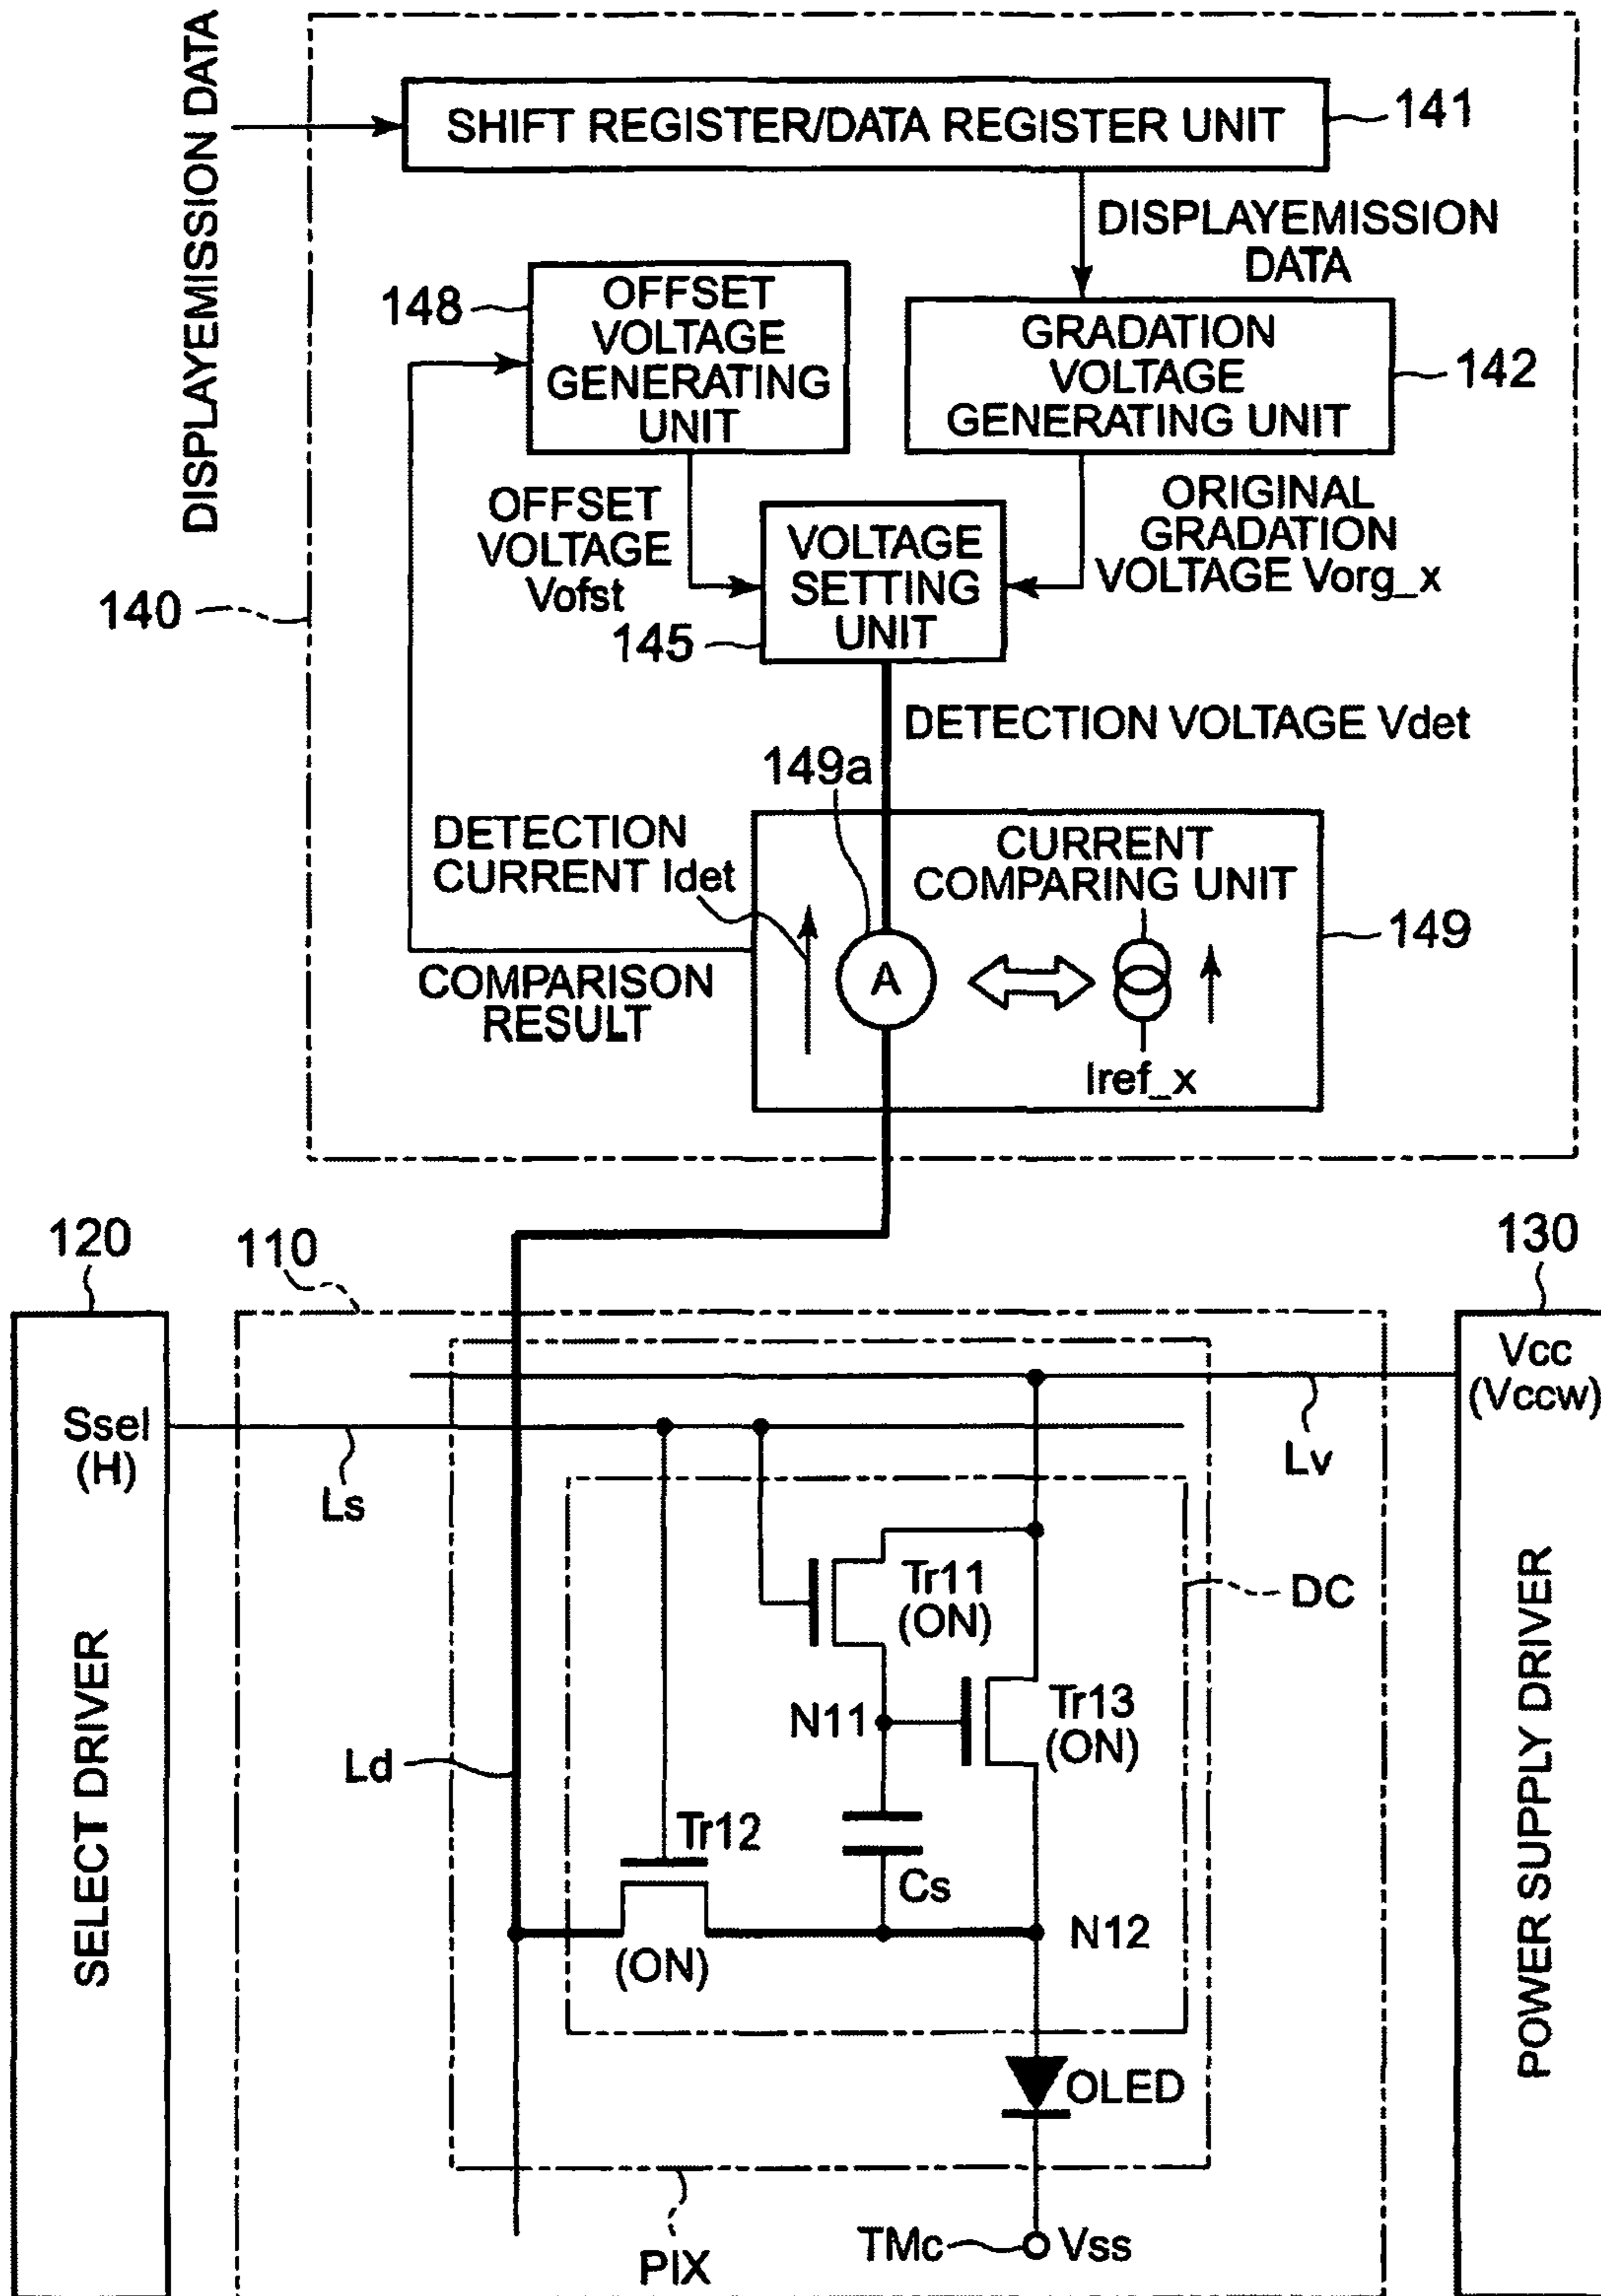 DISPLAYEMISSION DATA
SHIFT REGISTER/DATA REGISTER UNIT
141
DISPLAYEMISSION
DATA
148
OFFSET
VOLTAGE
GENERATING
UNIT
GRADATION
VOLTAGE
GENERATING UNIT
142
OFFSET
VOLTAGE
Vofst
VOLTAGE
SETTING
UNIT
ORIGINAL
GRADATION
VOLTAGE Vorg_x
140
145
DETECTION VOLTAGE Vdet
149a
DETECTION
CURRENT Idet
CURRENT
COMPARING UNIT
149
A
COMPARISON
RESULT
Iref_x
120
110
130
Vcc
(Vccw)
Ssel
(H)
Ls
Lv
Tr11
(ON)
DC
N11
Tr13
(ON)
Ld
Tr12
Cs
(ON)
N12
SELECT DRIVER
POWER SUPPLY DRIVER
OLED
PIX
TMc
Vss